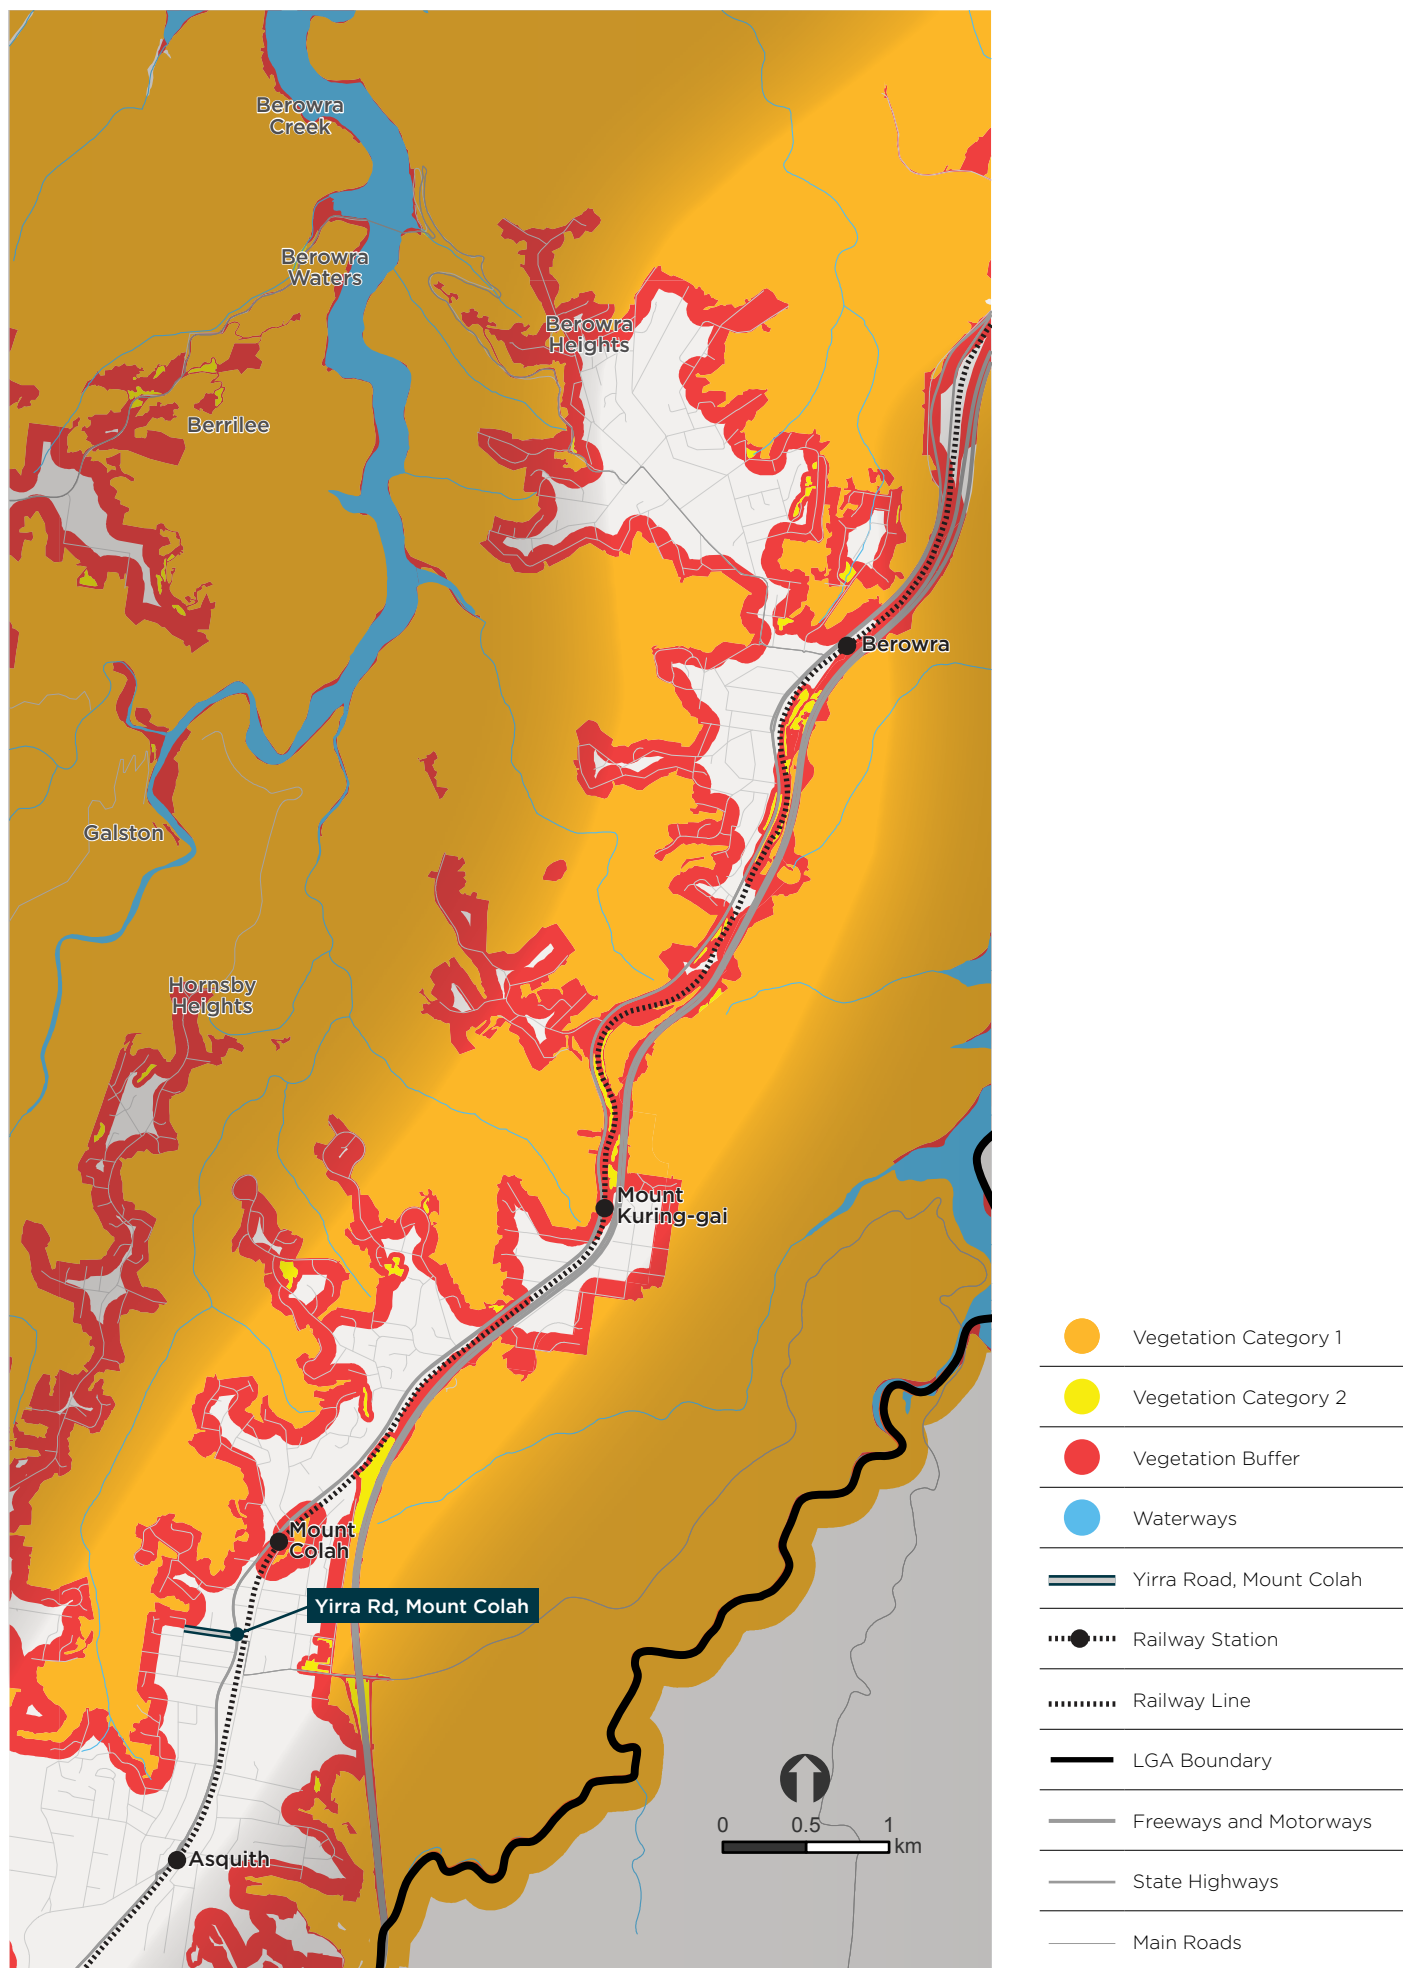 Berowra
Creek
Berowra
Waters
Berowra
Heights
Berrilee
Berowra
Galston
Hornsby
Heights
Mount
Kuring-gai
Mount
Colah
Yirra Rd, Mount Colah
Asquith
0 0.5 1
km
Vegetation Category 1
Vegetation Category 2
Vegetation Buffer
Waterways
Yirra Road, Mount Colah
Railway Station
Railway Line
LGA Boundary
Freeways and Motorways
State Highways
Main Roads